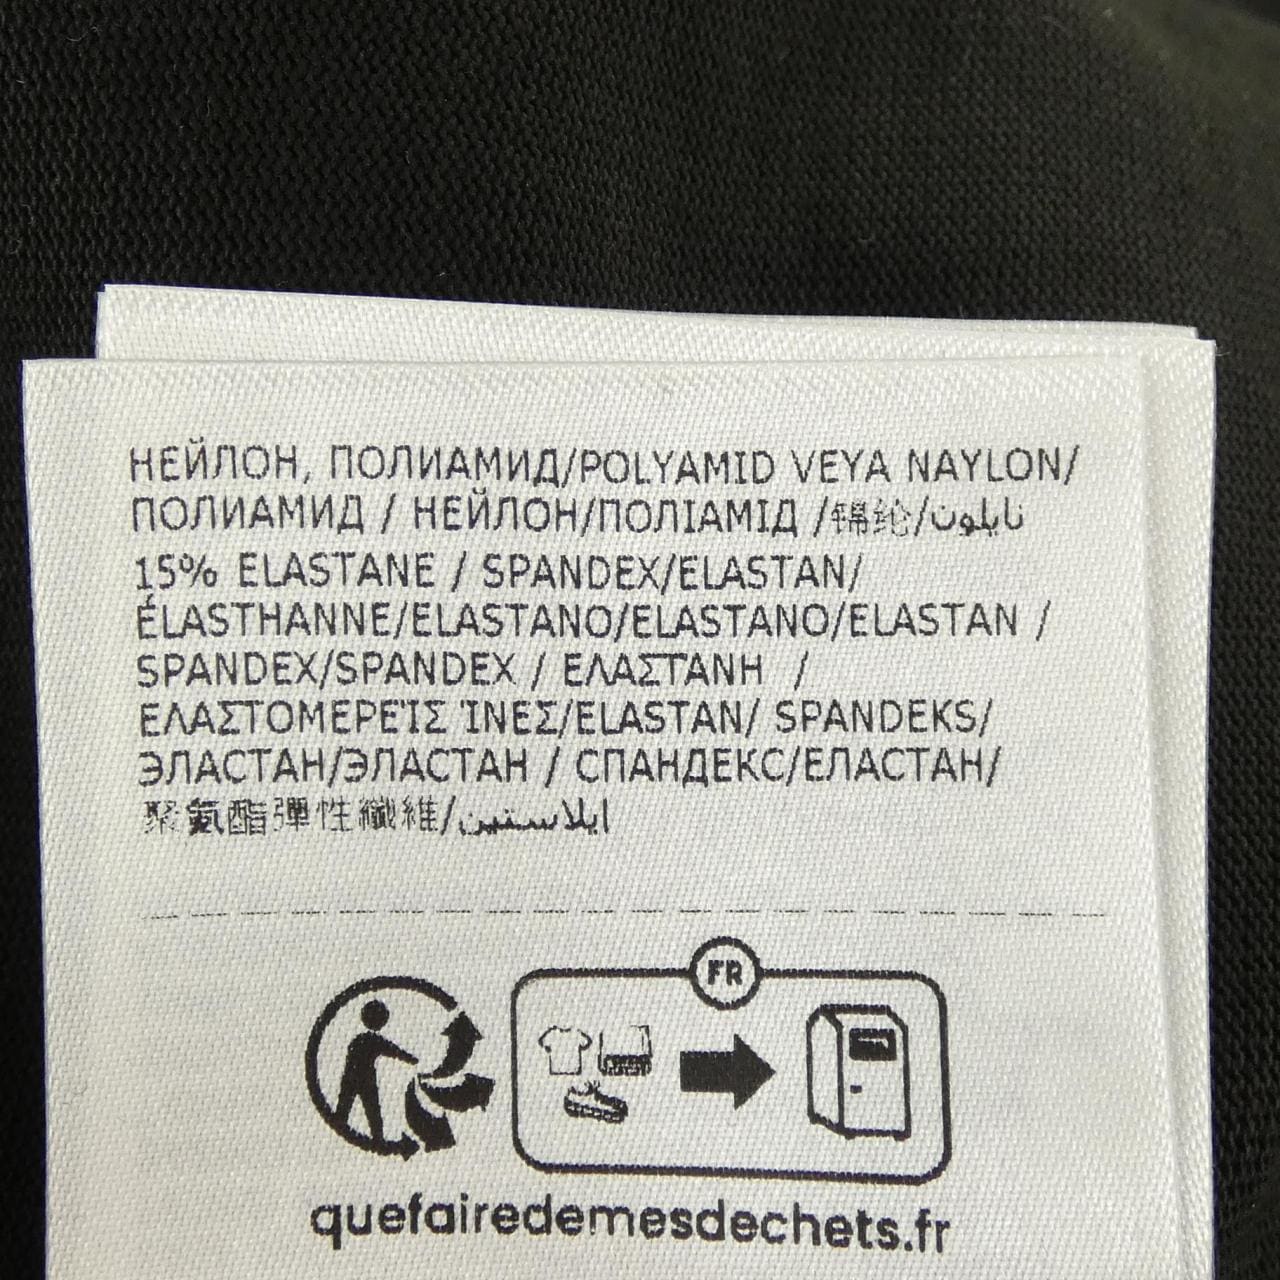 НЕЙЛОН, ПОЛИАМИД/POLYAMID VEYA NAYLON/
ПОЛИАМИД / НЕЙЛОН/ПОЛІАМІД /锦纶/نايلون
15% ELASTANE / SPANDEX/ELASTAN/
ÉLASTHANNE/ELASTANO/ELASTANO/ELASTAN /
SPANDEX/SPANDEX / ΕΛΑΣΤΑΝΗ /
ΕΛΑΣΤΟΜΕΡΕΊΣ ΊΝΕΣ/ELASTAN/ SPANDEKS/
ЭЛАСТАН/ЭЛАСТАН / СПАНДЕКС/ЕЛАСТАН/
聚氨酯彈性纖維/ايلاستين
FR
quefairedemesdechets.fr